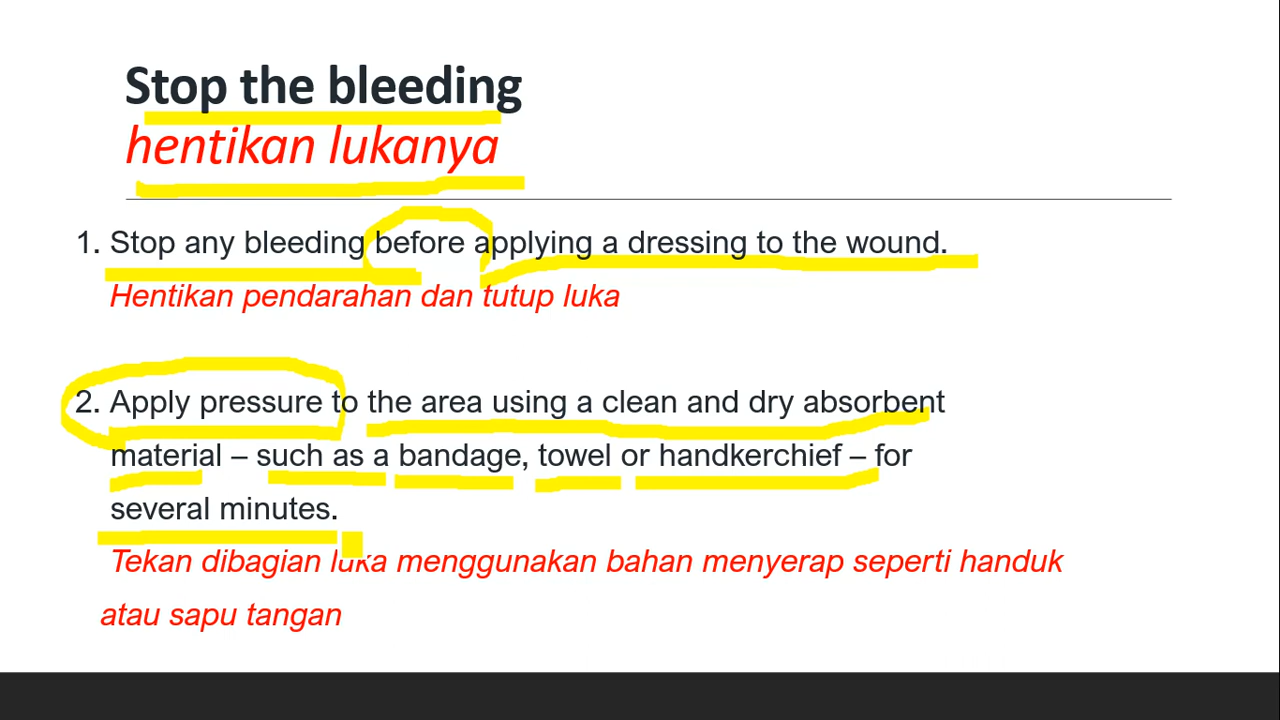 Stop the bleeding
hentikan lukanya
1. Stop any bleeding before applying a dressing to the wound.
Hentikan pendarahan dan tutup luka
2. Apply pressure to the area using a clean and dry absorbent
material – such as a bandage, towel or handkerchief – for
several minutes.
Tekan dibagian luka menggunakan bahan menyerap seperti handuk
atau sapu tangan